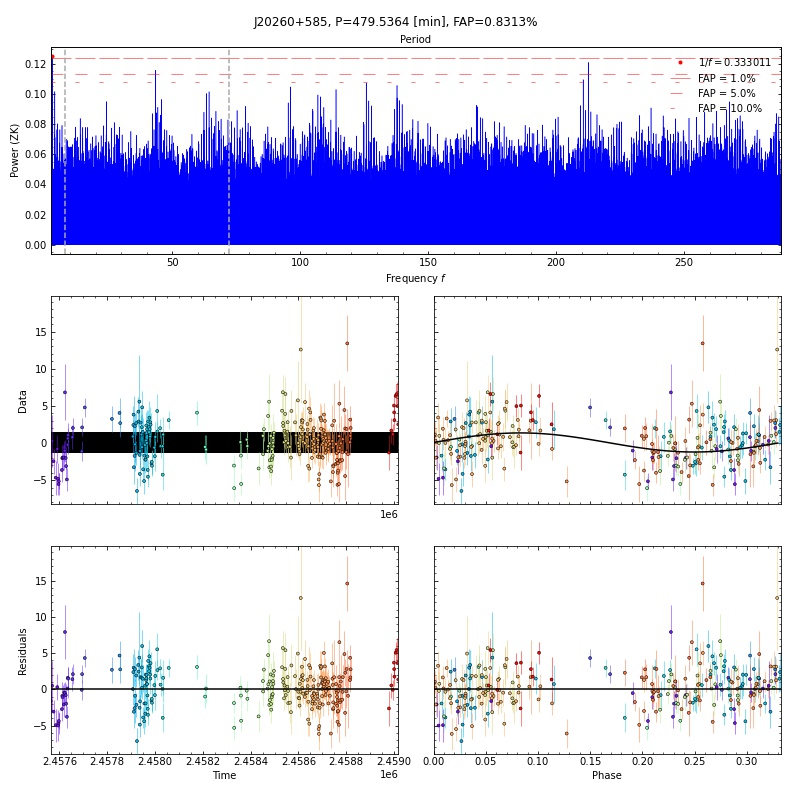 J20260+585, P=479.5364 [min], FAP=0.8313%
Period
0.12
0.10
0.08
0.06
0.04
0.02
0.00
Power (ZK)
1/f = 0.333011
FAP = 1.0%
FAP = 5.0%
FAP = 10.0%
50
100
150
200
250
Frequency f
15
10
5
0
−5
Data
1e6
15
10
5
0
−5
Residuals
2.4576
2.4578
2.4580
2.4582
2.4584
2.4586
2.4588
2.4590
Time
1e6
0.00
0.05
0.10
0.15
0.20
0.25
0.30
Phase